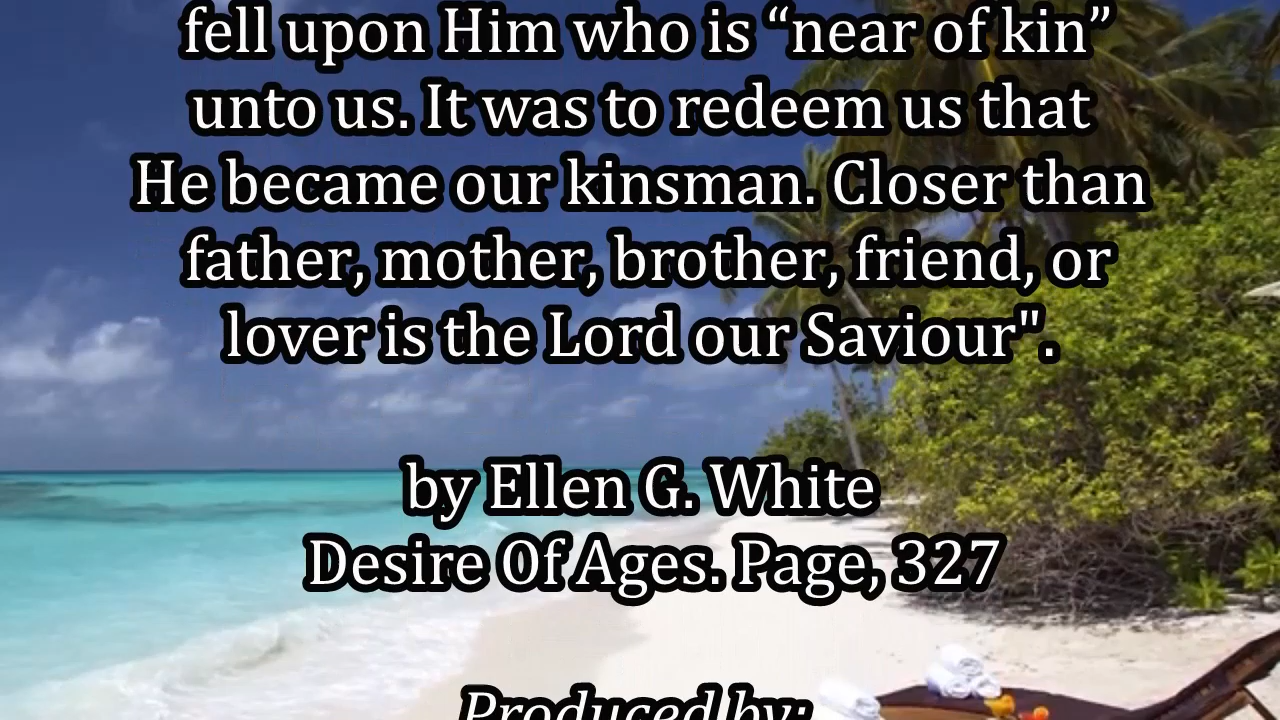 fell upon Him who is “near of kin”
unto us. It was to redeem us that
He became our kinsman. Closer than
father, mother, brother, friend, or
lover is the Lord our Saviour".
by Ellen G. White
Desire Of Ages. Page, 327
Produced by: